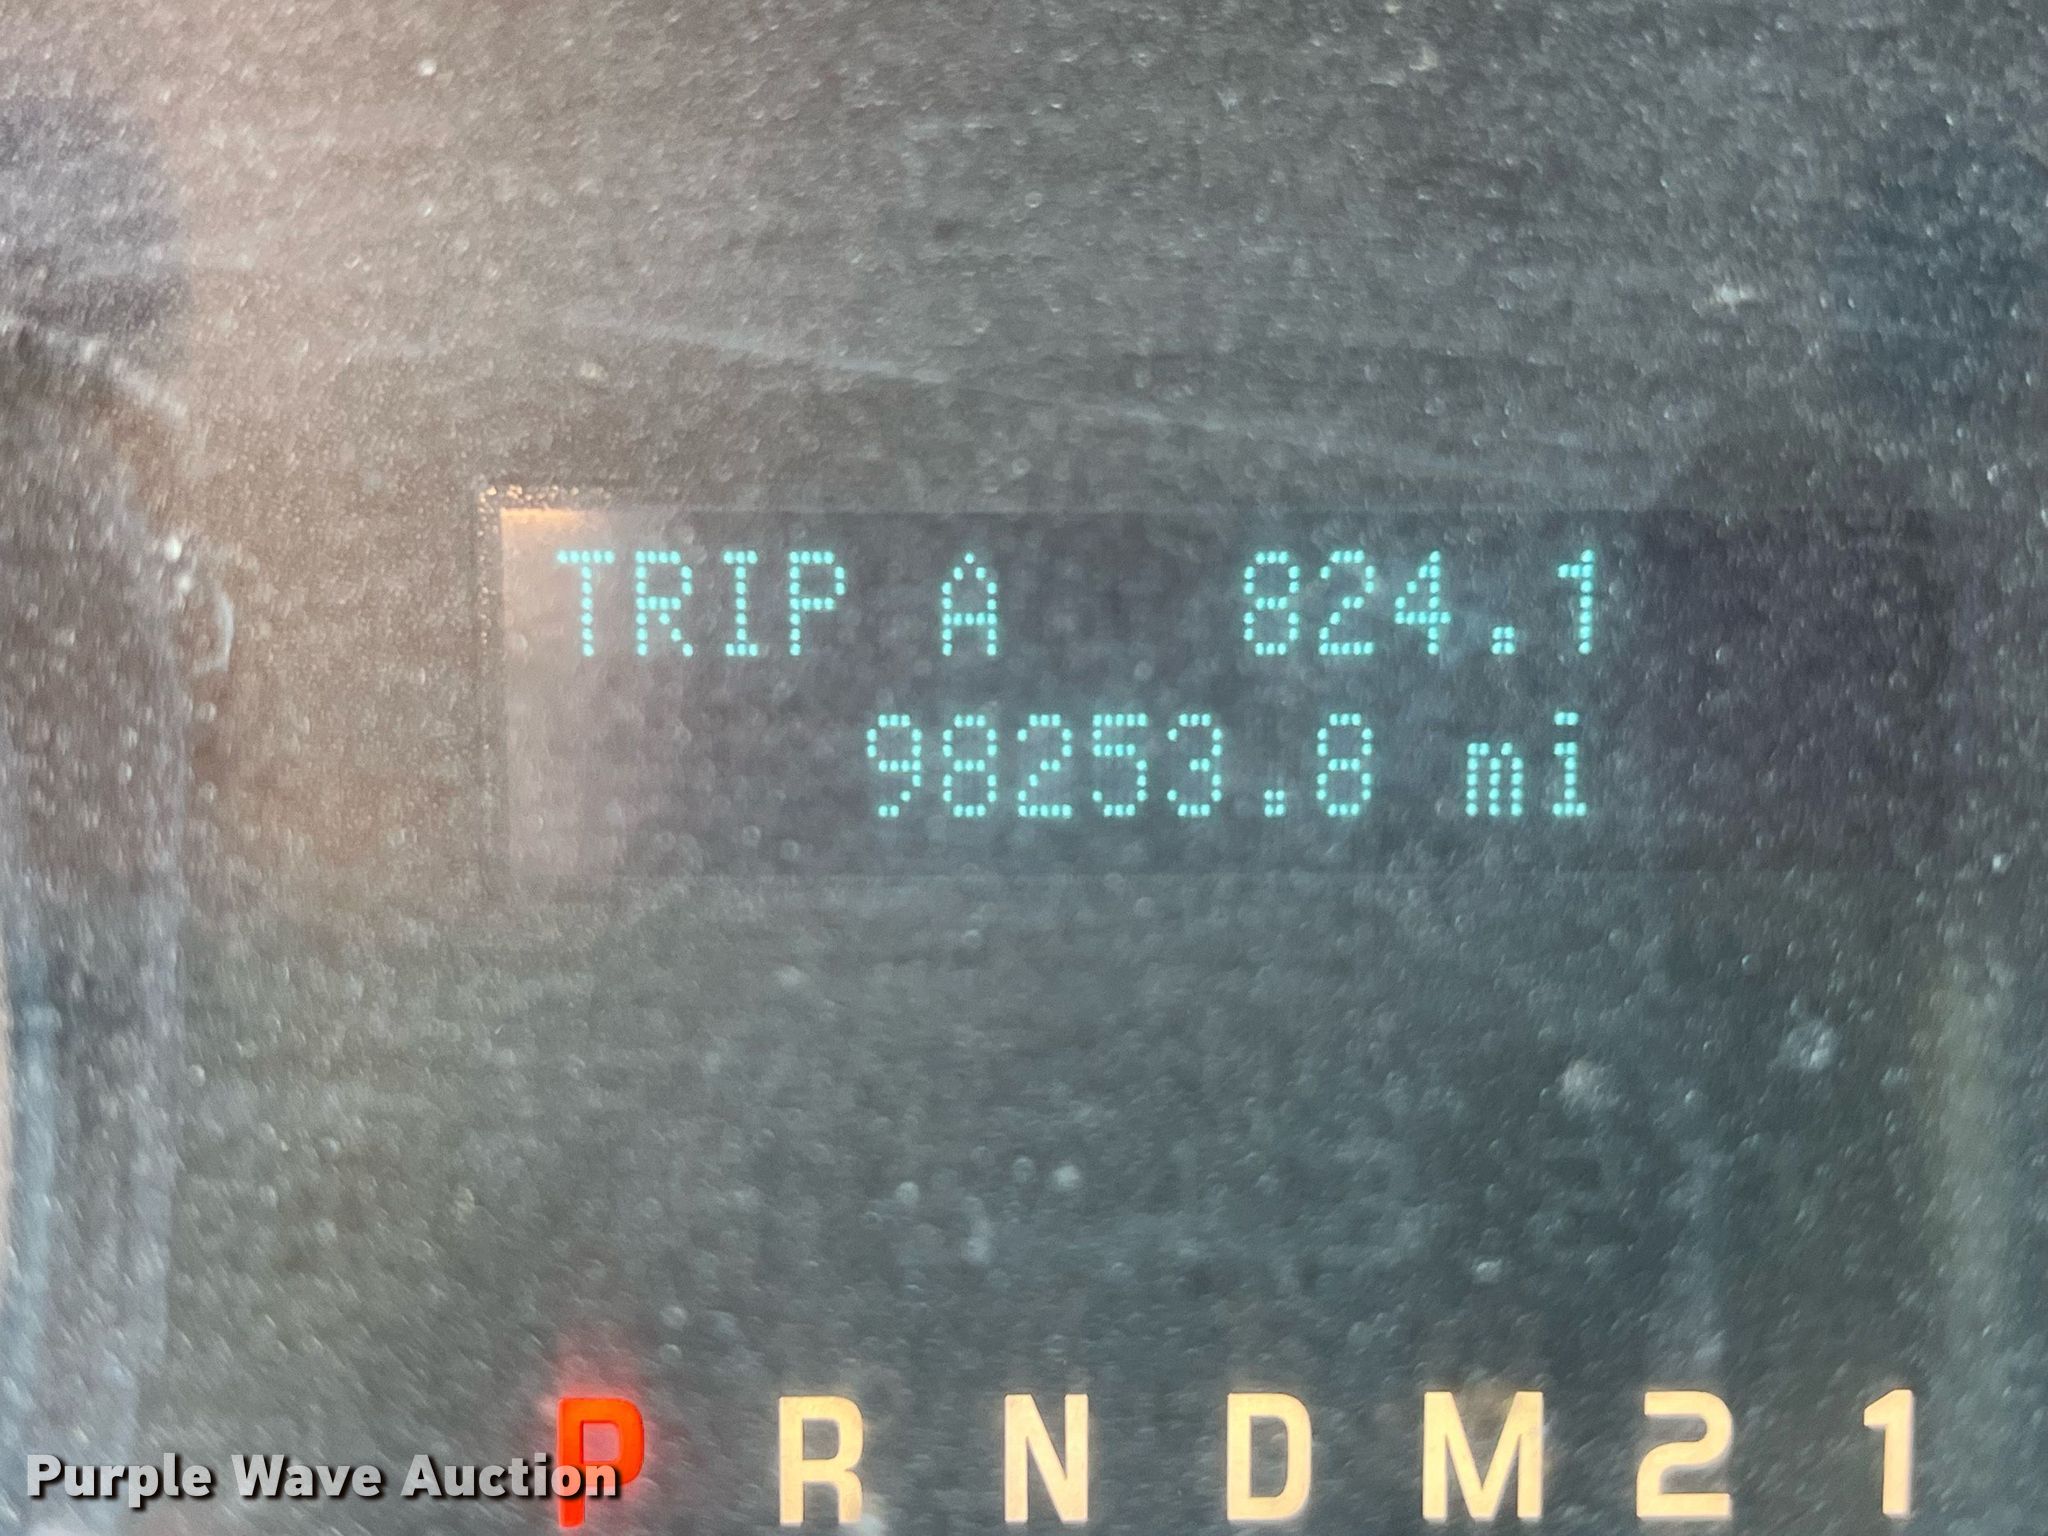 TRIP A 824.1
98253.8 mi
P R N D M 2 1
Purple Wave Auction